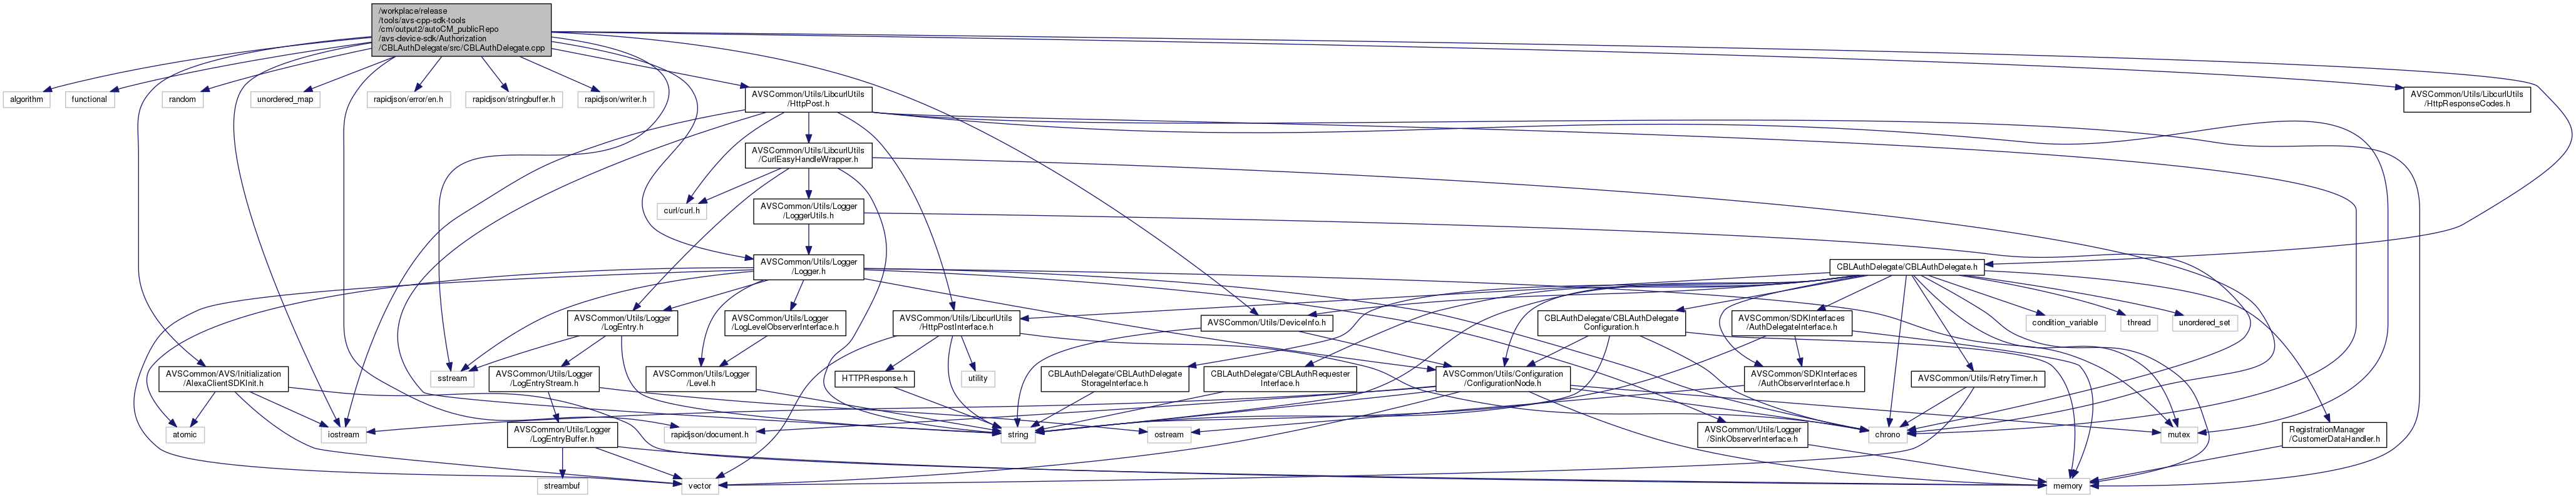 /workplace/release
/tools/avs-cpp-sdk-tools
/cm/output2/autoCM_publicRepo
/avs-device-sdk/Authorization
/CBLAuthDelegate/src/CBLAuthDelegate.cpp
algorithm
functional
random
unordered_map
rapidjson/error/en.h
rapidjson/stringbuffer.h
rapidjson/writer.h
AVSCommon/Utils/LibcurlUtils
/HttpPost.h
AVSCommon/Utils/LibcurlUtils
/HttpResponseCodes.h
AVSCommon/Utils/LibcurlUtils
/CurlEasyHandleWrapper.h
curl/curl.h
AVSCommon/Utils/Logger
/LoggerUtils.h
AVSCommon/Utils/Logger
/Logger.h
CBLAuthDelegate/CBLAuthDelegate.h
AVSCommon/Utils/Logger
/LogEntry.h
AVSCommon/Utils/Logger
/LogLevelObserverInterface.h
AVSCommon/Utils/LibcurlUtils
/HttpPostInterface.h
AVSCommon/Utils/DeviceInfo.h
CBLAuthDelegate/CBLAuthDelegate
Configuration.h
AVSCommon/SDKInterfaces
/AuthDelegateInterface.h
condition_variable
thread
unordered_set
AVSCommon/AVS/Initialization
/AlexaClientSDKInit.h
sstream
AVSCommon/Utils/Logger
/LogEntryStream.h
AVSCommon/Utils/Logger
/Level.h
HTTPResponse.h
utility
CBLAuthDelegate/CBLAuthDelegate
StorageInterface.h
CBLAuthDelegate/CBLAuthRequester
Interface.h
AVSCommon/Utils/Configuration
/ConfigurationNode.h
AVSCommon/SDKInterfaces
/AuthObserverInterface.h
AVSCommon/Utils/RetryTimer.h
atomic
iostream
AVSCommon/Utils/Logger
/LogEntryBuffer.h
rapidjson/document.h
string
ostream
AVSCommon/Utils/Logger
/SinkObserverInterface.h
chrono
mutex
RegistrationManager
/CustomerDataHandler.h
streambuf
vector
memory